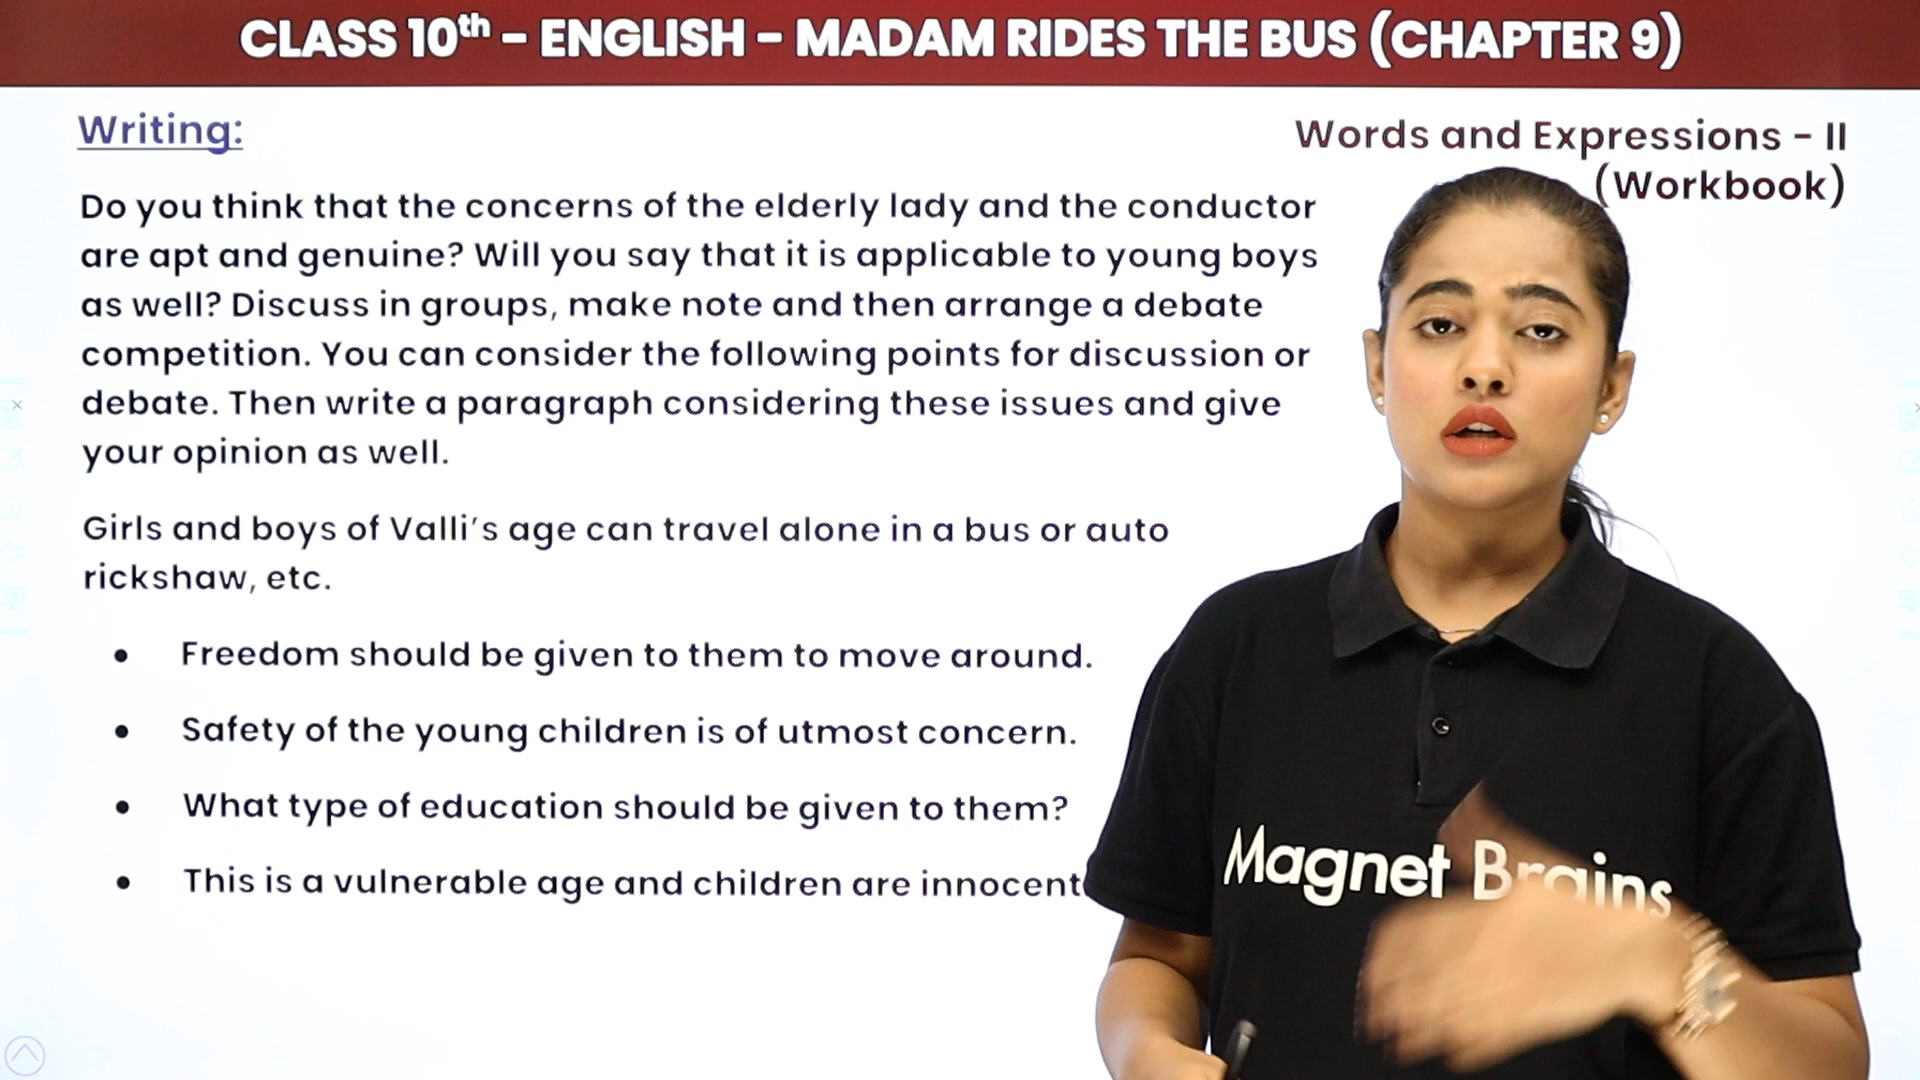 CLASS 10th - ENGLISH - MADAM RIDES THE BUS (CHAPTER 9)
Writing:
Words and Expressions - II
(Workbook)
Do you think that the concerns of the elderly lady and the conductor
are apt and genuine? Will you say that it is applicable to young boys
as well? Discuss in groups, make note and then arrange a debate
competition. You can consider the following points for discussion or
debate. Then write a paragraph considering these issues and give
your opinion as well.
Girls and boys of Valli's age can travel alone in a bus or auto
rickshaw, etc.
• Freedom should be given to them to move around.
• Safety of the young children is of utmost concern.
• What type of education should be given to them?
• This is a vulnerable age and children are innocent
Magnet Brains